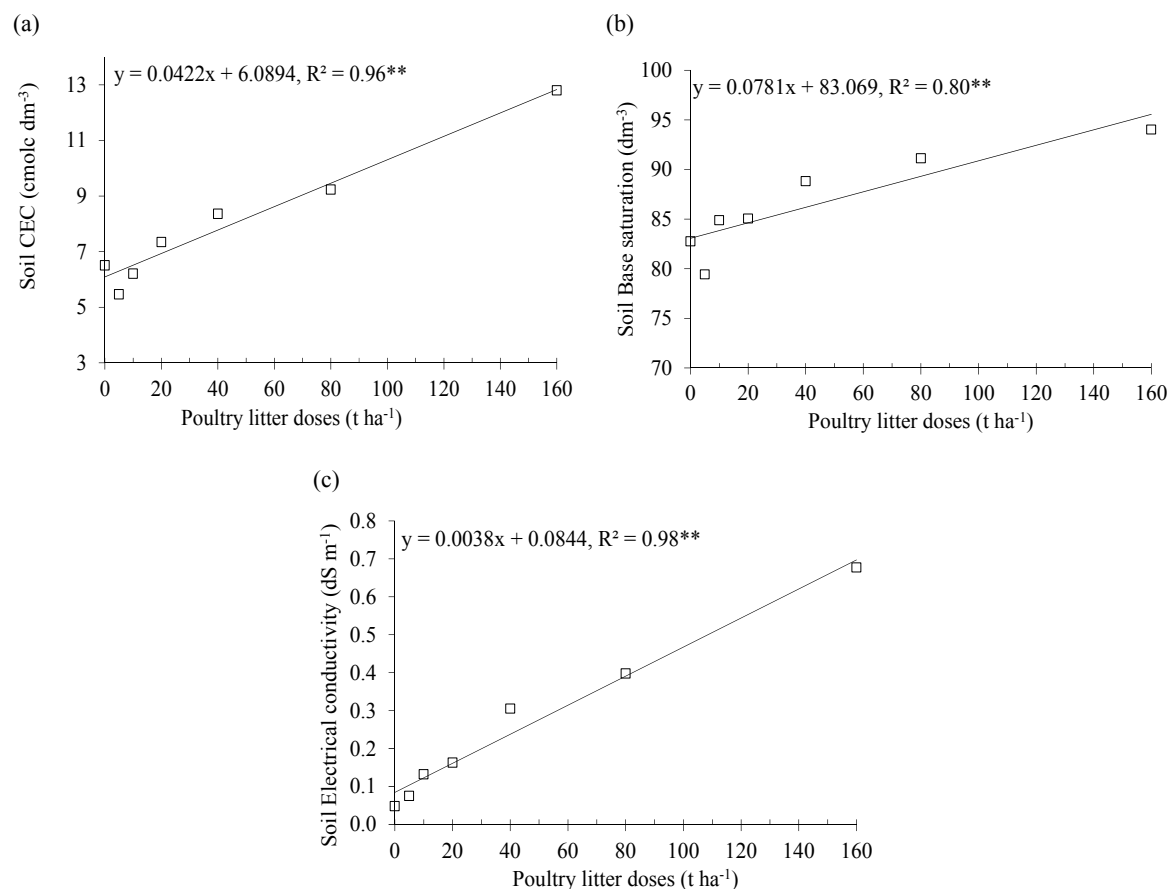 (a)
y = 0.0422x + 6.0894, R² = 0.96**
Soil CEC (cmolc dm⁻³)
13
11
9
7
5
3
0 20 40 60 80 100 120 140 160
Poultry litter doses (t ha⁻¹)
(b)
y = 0.0781x + 83.069, R² = 0.80**
Soil Base saturation (dm⁻³)
100
95
90
85
80
75
70
0 20 40 60 80 100 120 140 160
Poultry litter doses (t ha⁻¹)
(c)
y = 0.0038x + 0.0844, R² = 0.98**
Soil Electrical conductivity (dS m⁻¹)
0.8
0.7
0.6
0.5
0.4
0.3
0.2
0.1
0.0
0 20 40 60 80 100 120 140 160
Poultry litter doses (t ha⁻¹)